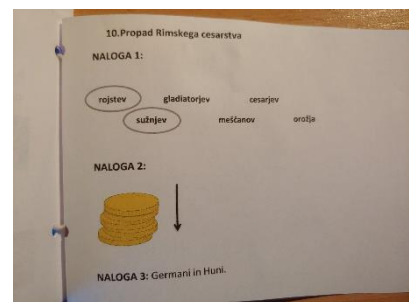 10.Propad Rimskega cesarstva
NALOGA 1:
rojstev gladiatorjev cesarjev
sužnjev meščanov orožja
NALOGA 2:
NALOGA 3: Germani in Huni.